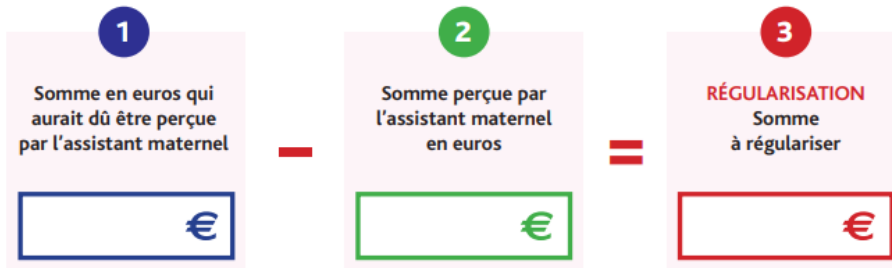 1
Somme en euros qui
aurait dû être perçue
par l'assistant maternel
€
-
2
Somme perçue par
l'assistant maternel
en euros
€
=
3
RÉGULARISATION
Somme
à régulariser
€